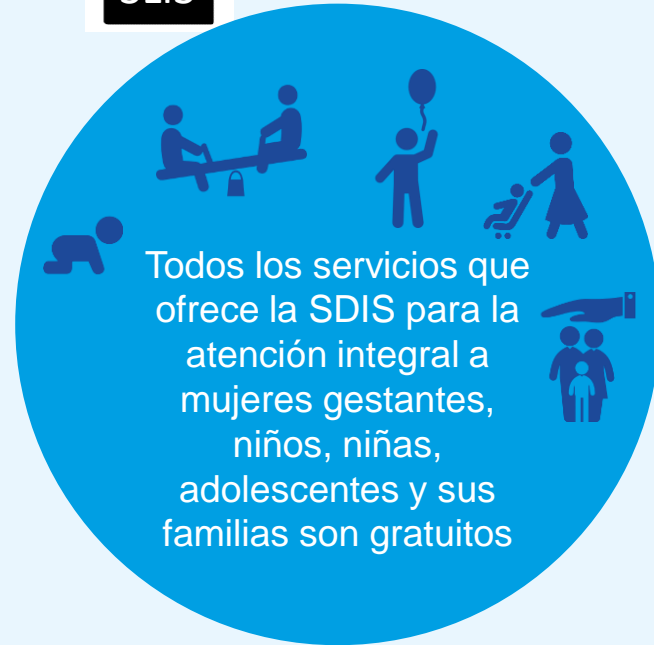 Todos los servicios que
ofrece la SDIS para la
atención integral a
mujeres gestantes,
niños, niñas,
adolescentes y sus
familias son gratuitos